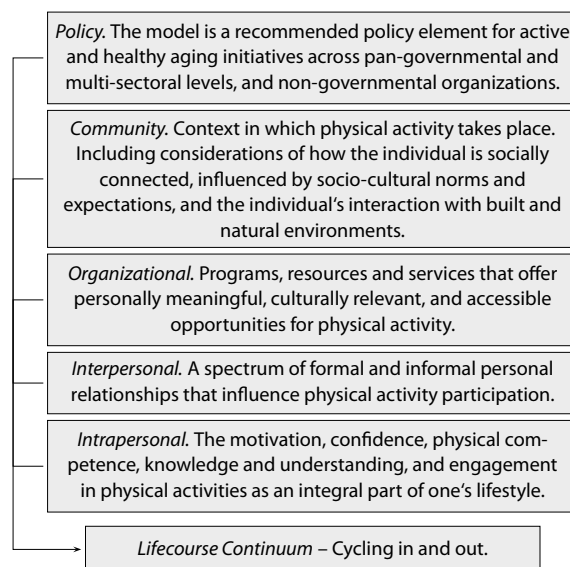 Policy. The model is a recommended policy element for active
and healthy aging initiatives across pan-governmental and
multi-sectoral levels, and non-governmental organizations.
Community. Context in which physical activity takes place.
Including considerations of how the individual is socially
connected, influenced by socio-cultural norms and
expectations, and the individual‘s interaction with built and
natural environments.
Organizational. Programs, resources and services that offer
personally meaningful, culturally relevant, and accessible
opportunities for physical activity.
Interpersonal. A spectrum of formal and informal personal
relationships that influence physical activity participation.
Intrapersonal. The motivation, confidence, physical com-
petence, knowledge and understanding, and engagement
in physical activities as an integral part of one‘s lifestyle.
Lifecourse Continuum – Cycling in and out.